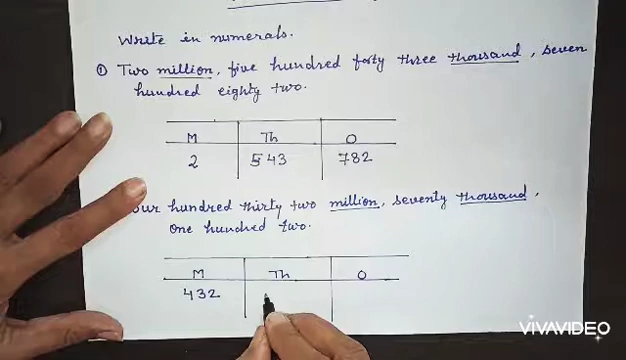 Write in numerals.
① Two million, five hundred forty three thousand, seven
hundred eighty two.
M Th O
2 543 782
our hundred thirty two million, seventy thousand,
one hundred two.
M Th O
432
VIVAVIDEO